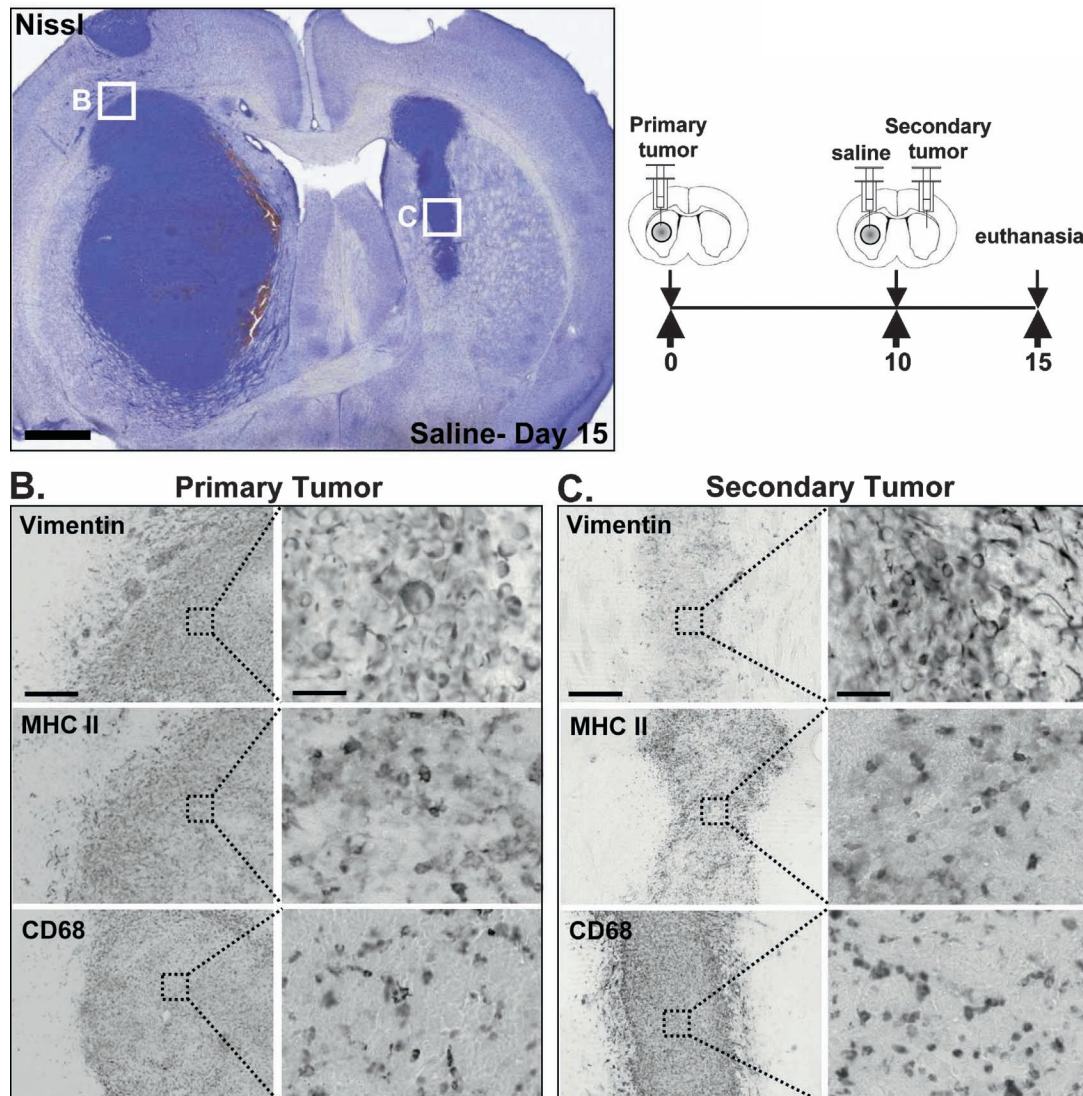 Nissl
B
C
Saline- Day 15
Primary
tumor
saline
Secondary
tumor
euthanasia
0
10
15
B.
Primary Tumor
Vimentin
MHC II
CD68
C.
Secondary Tumor
Vimentin
MHC II
CD68